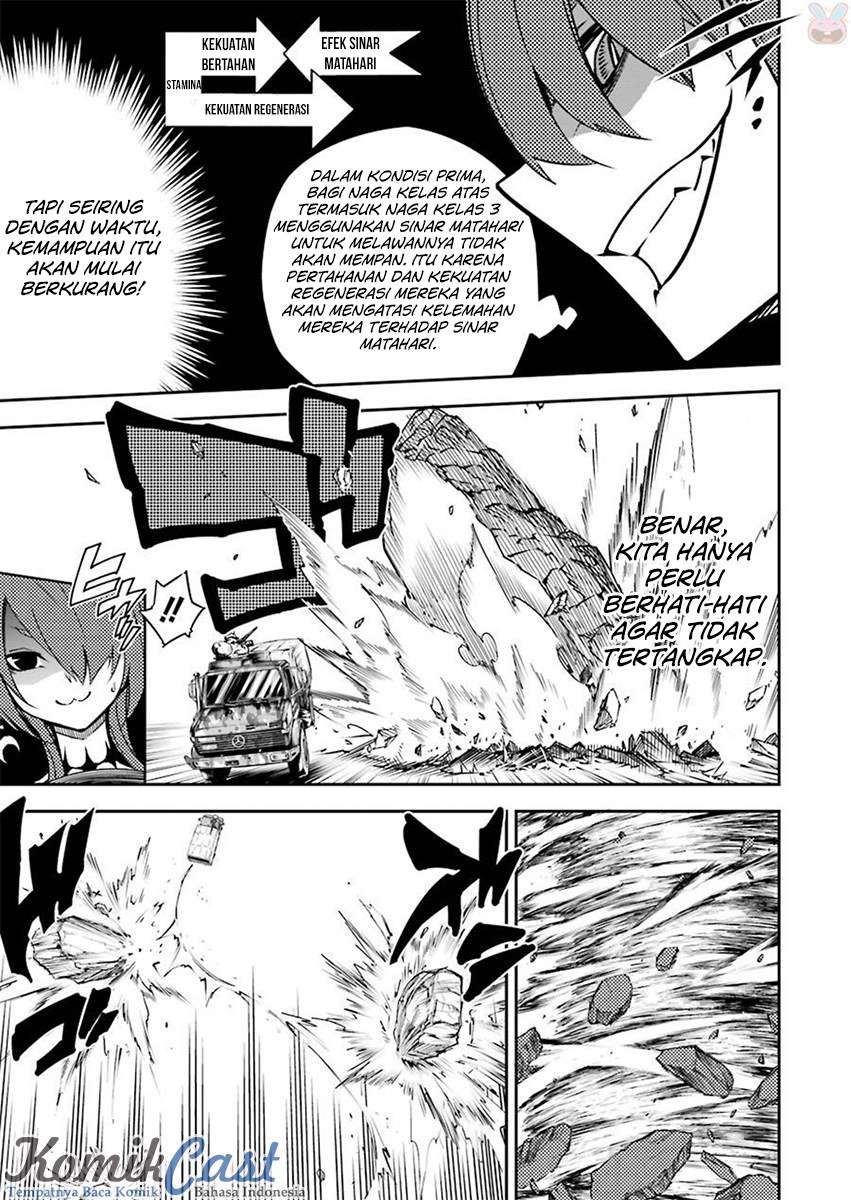 KEKUATAN
BERTAHAN
EFEK SINAR
MATAHARI
STAMINA
KEKUATAN REGENERASI
DALAM KONDISI PRIMA,
BAGI NAGA KELAS ATAS
TERMASUK NAGA KELAS 3
MENGGUNAKAN SINAR MATAHARI
UNTUK MELAWANNYA TIDAK
AKAN MEMPAN. ITU KARENA
PERTAHANAN DAN KEKUATAN
REGENERASI MEREKA YANG
AKAN MENGATASI KELEMAHAN
MEREKA TERHADAP SINAR
MATAHARI.
TAPI SEIRING
DENGAN WAKTU,
KEMAMPUAN ITU
AKAN MULAI
BERKURANG!
BENAR,
KITA HANYA
PERLU
BERHATI-HATI
AGAR TIDAK
TERTANGKAP.
!!
KomikCast
Tempatnya Baca Komik Bahasa Indonesia